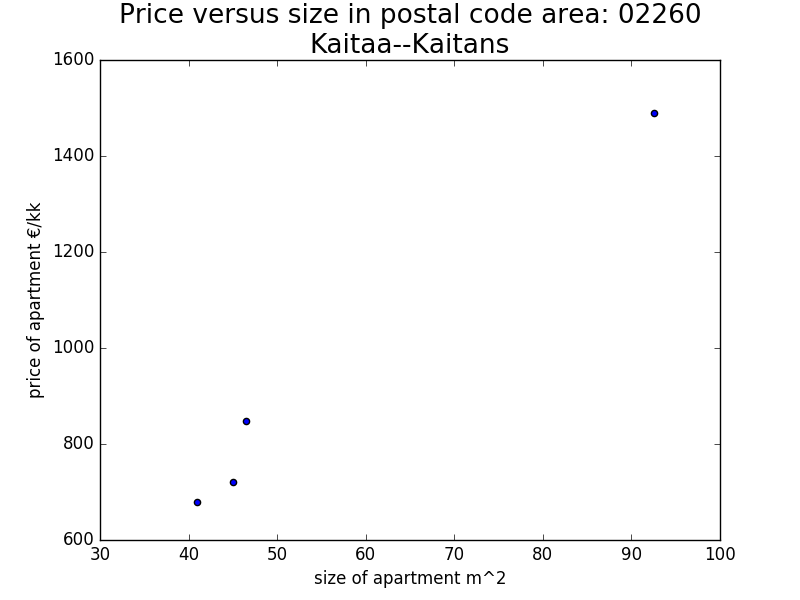 Price versus size in postal code area: 02260
Kaitaa--Kaitans
1600
1400
1200
1000
800
600
price of apartment €/kk
30 40 50 60 70 80 90 100
size of apartment m^2